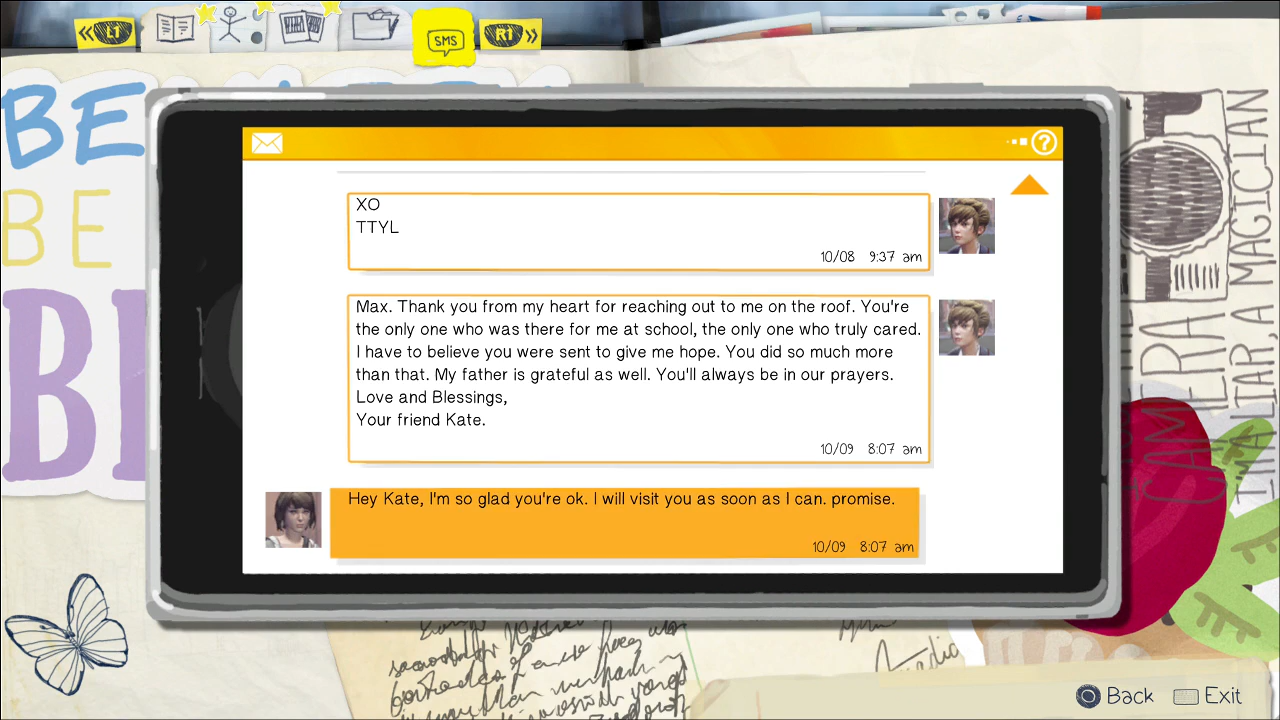 L1
SMS
R1
BE
BE
XO
TTYL
10/08 9:37 am
Max. Thank you from my heart for reaching out to me on the roof. You're
the only one who was there for me at school, the only one who truly cared.
I have to believe you were sent to give me hope. You did so much more
than that. My father is grateful as well. You'll always be in our prayers.
Love and Blessings,
Your friend Kate.
10/09 8:07 am
Hey Kate, I'm so glad you're ok. I will visit you as soon as I can. promise.
10/09 8:07 am
CAMERA
LIAR, A MAGICIAN
Back
Exit